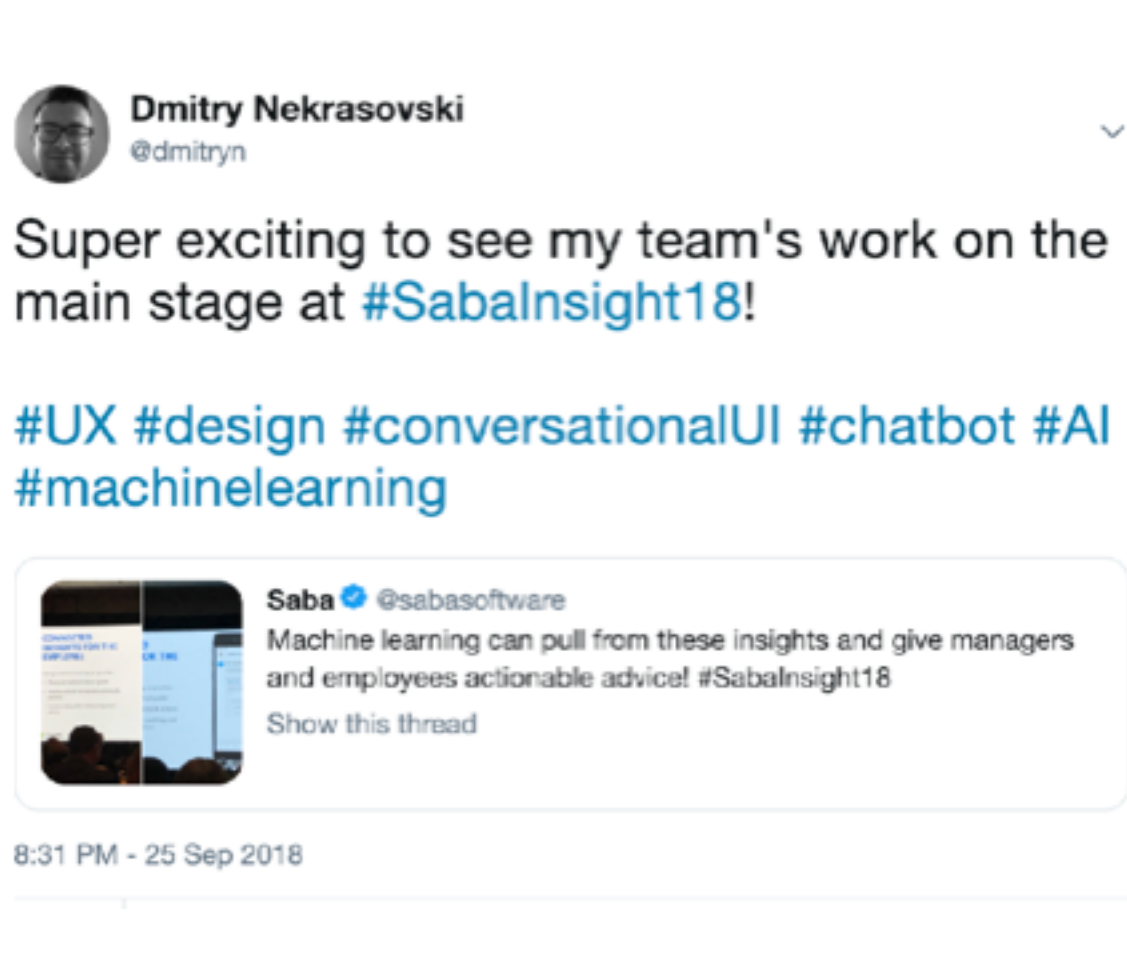 Dmitry Nekrasovski
@dmitryn
Super exciting to see my team's work on the
main stage at #SabaInsight18!
#UX #design #conversationalUI #chatbot #AI
#machinelearning
Saba @sabasoftware
Machine learning can pull from these insights and give managers
and employees actionable advice! #SabaInsight18
Show this thread
8:31 PM - 25 Sep 2018